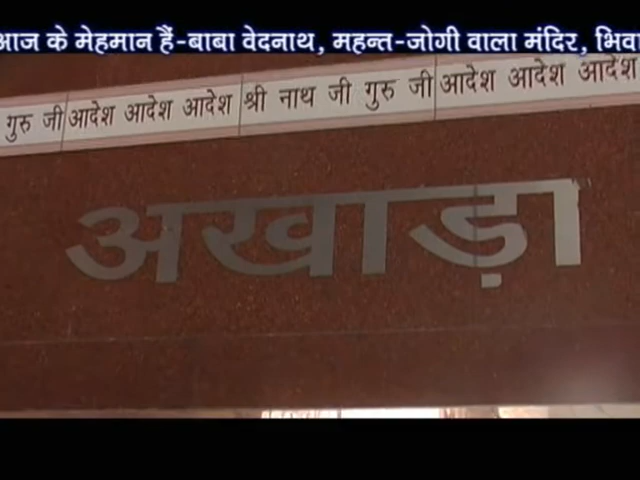 आज के मेहमान हैं-बाबा वेदनाथ, महन्त-जोगी वाला मंदिर,
गुरु जी आदेश आदेश आदेश श्री नाथ जी गुरु जी आदेश आदेश आदेश
अखाड़ा